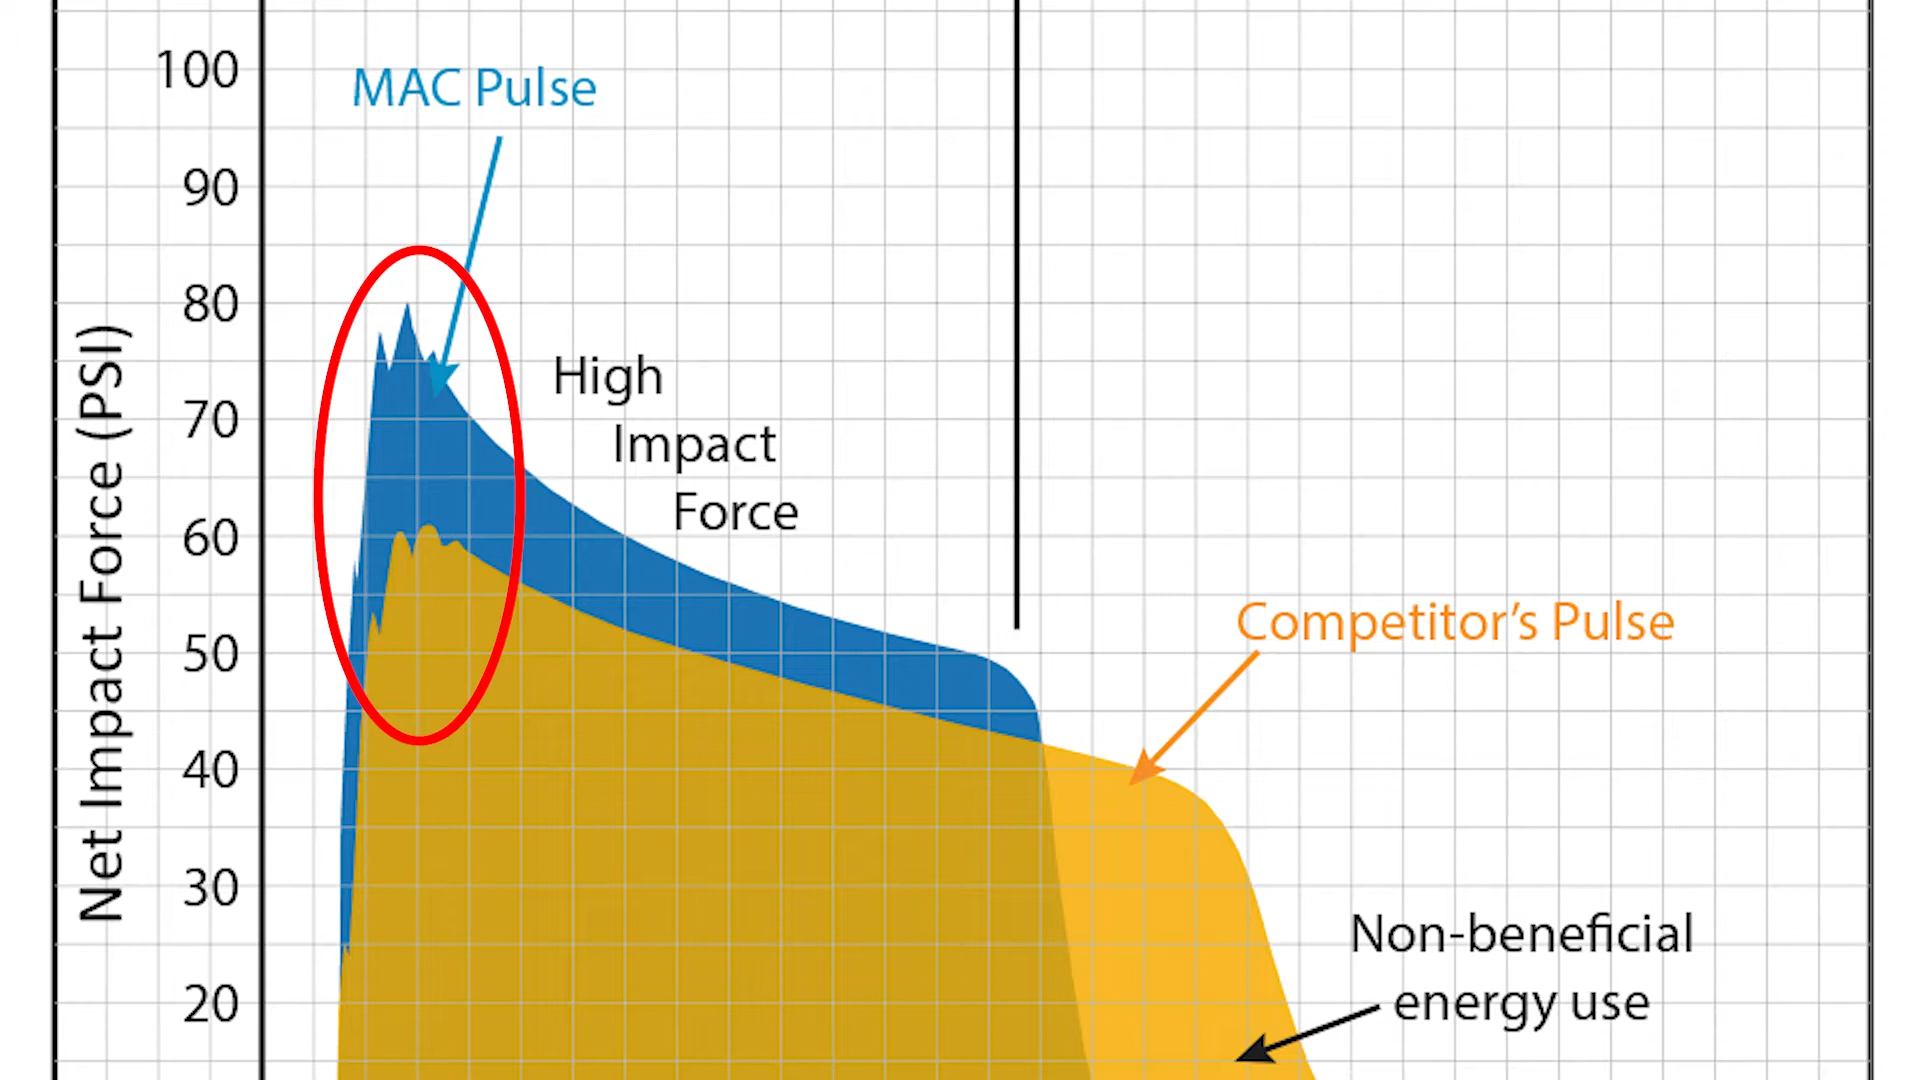 100
MAC Pulse
90
80
High
Impact
Force
70
60
50
Competitor's Pulse
40
30
Non-beneficial
energy use
20
Net Impact Force (PSI)